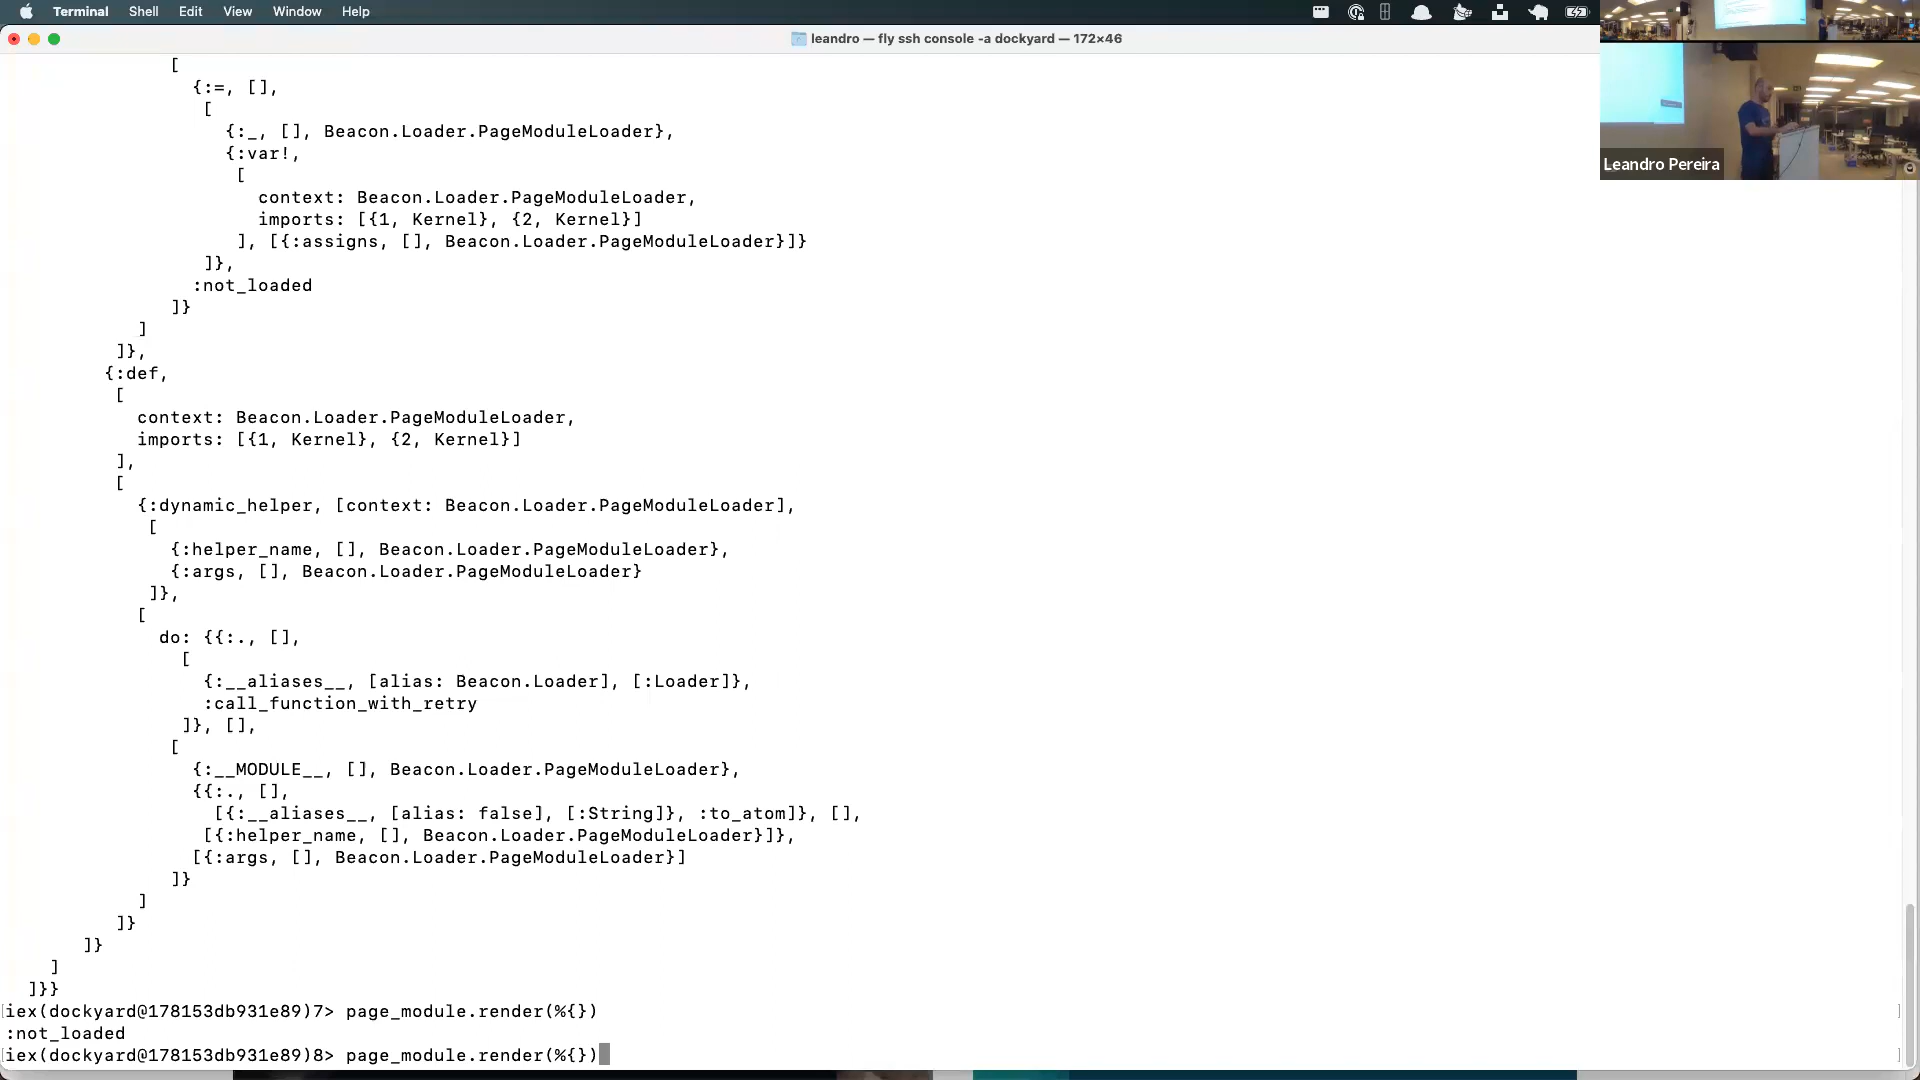 Terminal Shell Edit View Window Help
leandro — fly ssh console -a dockyard — 172×46
Leandro Pereira
[
{:=, [],
[
{:_, [], Beacon.Loader.PageModuleLoader},
{:var!,
[
context: Beacon.Loader.PageModuleLoader,
imports: [{1, Kernel}, {2, Kernel}]
], [{:assigns, [], Beacon.Loader.PageModuleLoader}]}
]},
:not_loaded
]}
]
]},
{:def,
[
context: Beacon.Loader.PageModuleLoader,
imports: [{1, Kernel}, {2, Kernel}]
],
[
{:dynamic_helper, [context: Beacon.Loader.PageModuleLoader],
[
{:helper_name, [], Beacon.Loader.PageModuleLoader},
{:args, [], Beacon.Loader.PageModuleLoader}
]},
[
do: {{:., [],
[
{:__aliases__, [alias: Beacon.Loader], [:Loader]},
:call_function_with_retry
]}, [],
[
{:__MODULE__, [], Beacon.Loader.PageModuleLoader},
{{:., [],
[{:__aliases__, [alias: false], [:String]}, :to_atom]}, [],
[{:helper_name, [], Beacon.Loader.PageModuleLoader}]},
[{:args, [], Beacon.Loader.PageModuleLoader}]
]}
]
]}
]}
]
]}}
[iex(dockyard@178153db931e89)7> page_module.render(%{}) ]
:not_loaded
[iex(dockyard@178153db931e89)8> page_module.render(%{}) ]